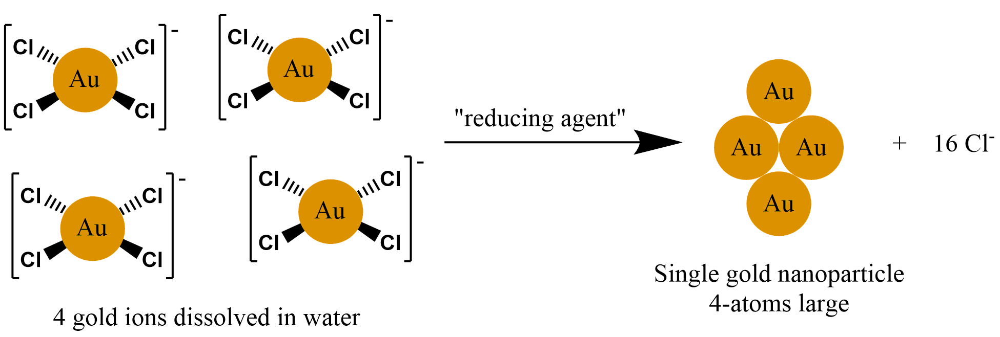 Cl Cl - Cl Cl -
Au Au
Cl Cl Cl Cl
Cl Cl - Cl Cl -
Au Au
Cl Cl Cl Cl
4 gold ions dissolved in water
"reducing agent"
Au
Au Au
Au
+ 16 Cl-
Single gold nanoparticle
4-atoms large